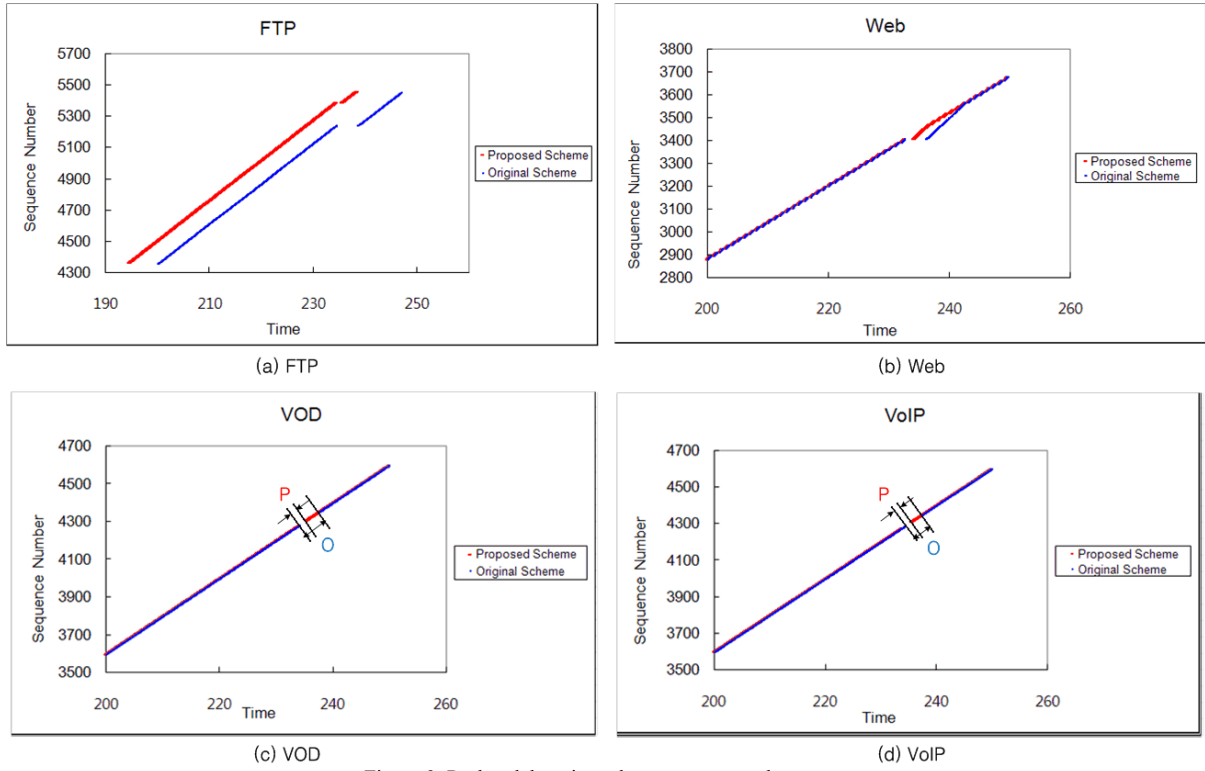 FTP
5700
5500
5300
5100
4900
4700
4500
4300
190
210
230
250
Sequence Number
Time
Proposed Scheme
Original Scheme
(a) FTP
Web
3800
3700
3600
3500
3400
3300
3200
3100
3000
2900
2800
200
220
240
260
Sequence Number
Time
Proposed Scheme
Original Scheme
(b) Web
VOD
4700
4500
4300
4100
3900
3700
3500
200
220
240
260
Sequence Number
Time
P
O
Proposed Scheme
Original Scheme
(c) VOD
VoIP
4700
4500
4300
4100
3900
3700
3500
200
220
240
260
Sequence Number
Time
P
O
Proposed Scheme
Original Scheme
(d) VoIP